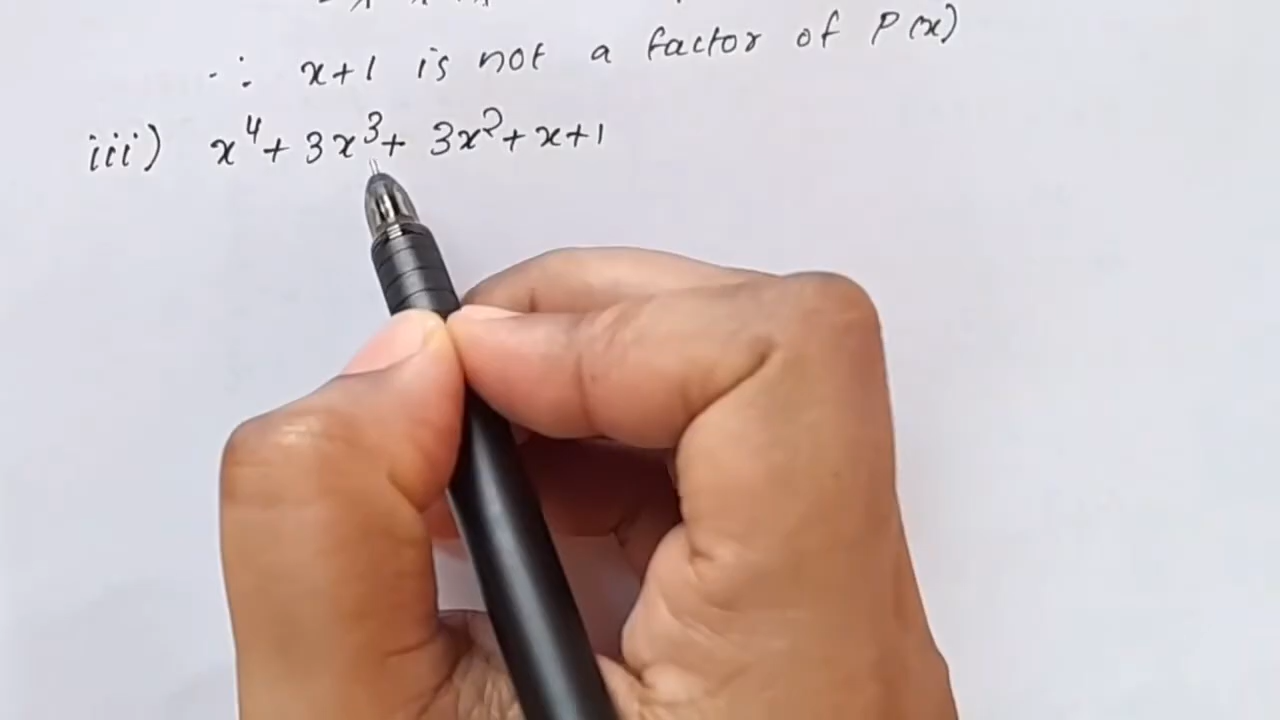 ∴ x+1 is not a factor of P(x)
iii) x⁴ + 3x³ + 3x² + x + 1